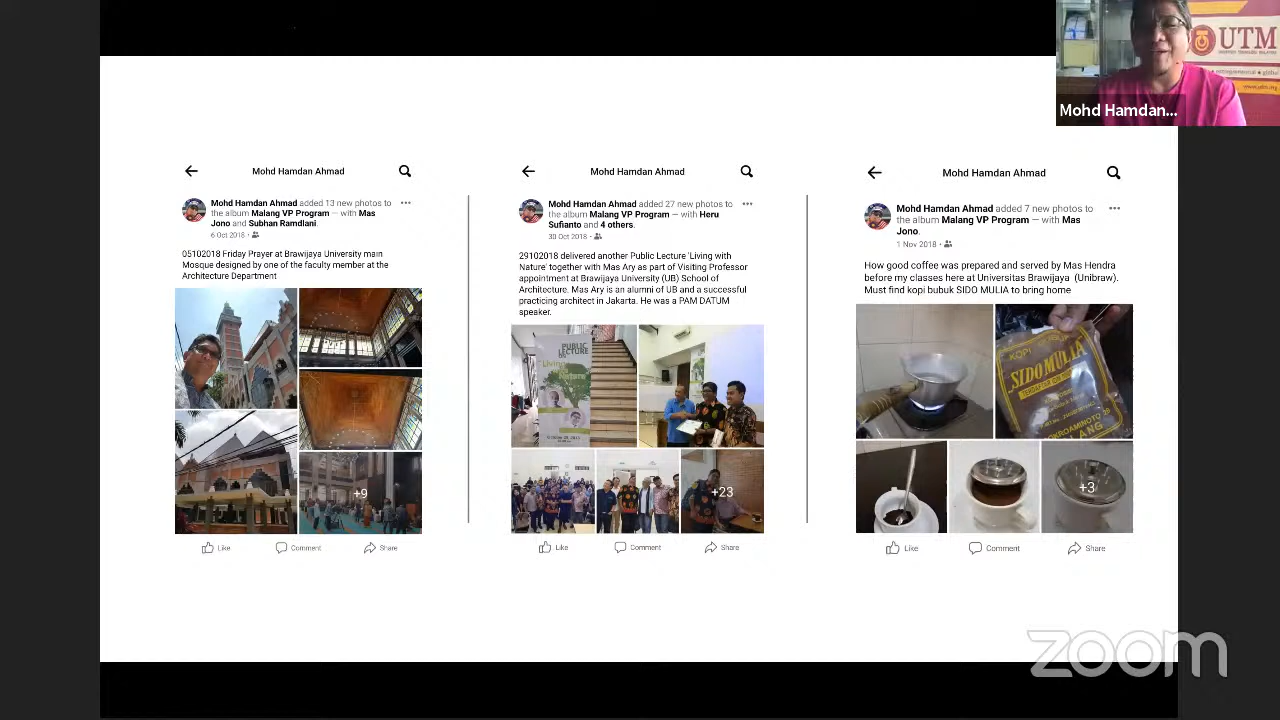 UTM
Mohd Hamdan...
Mohd Hamdan Ahmad
Mohd Hamdan Ahmad added 13 new photos to
the album Malang VP Program — with Mas
Jono and Subhan Ramdlani.
6 Oct 2018
05102018 Friday Prayer at Brawijaya University main
Mosque designed by one of the faculty member at the
Architecture Department
+9
Like
Comment
Share
Mohd Hamdan Ahmad
Mohd Hamdan Ahmad added 27 new photos
to the album Malang VP Program — with Heru
Sufianto and 4 others.
30 Oct 2018
29102018 delivered another Public Lecture 'Living with
Nature' together with Mas Ary as part of Visiting Professor
appointment at Brawijaya University (UB) School of
Architecture. Mas Ary is an alumni of UB and a successful
practicing architect in Jakarta. He was a PAM DATUM
speaker.
PUBLIC
LECTURE
ON
Living
Nature
+23
Like
Comment
Share
Mohd Hamdan Ahmad
Mohd Hamdan Ahmad added 7 new photos to
the album Malang VP Program — with Mas
Jono.
1 Nov 2018
How good coffee was prepared and served by Mas Hendra
before my classes here at Universitas Brawijaya (Unibraw).
Must find kopi bubuk SIDO MULIA to bring home
KOPI
SIDO MULIA
+3
Like
Comment
Share
zoom